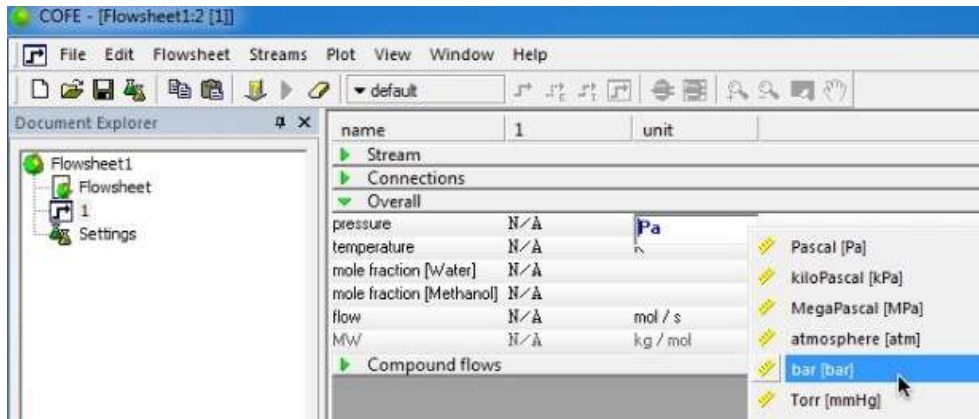 COFE - [Flowsheet1:2 [1]]
File Edit Flowsheet Streams Plot View Window Help
default
Document Explorer
Flowsheet1
Flowsheet
1
Settings
name 1 unit
Stream
Connections
Overall
pressure N/A Pa
temperature N/A
mole fraction [Water] N/A
mole fraction [Methanol] N/A
flow N/A mol / s
MW N/A kg / mol
Compound flows
Pascal [Pa]
kiloPascal [kPa]
MegaPascal [MPa]
atmosphere [atm]
bar [bar]
Torr [mmHg]